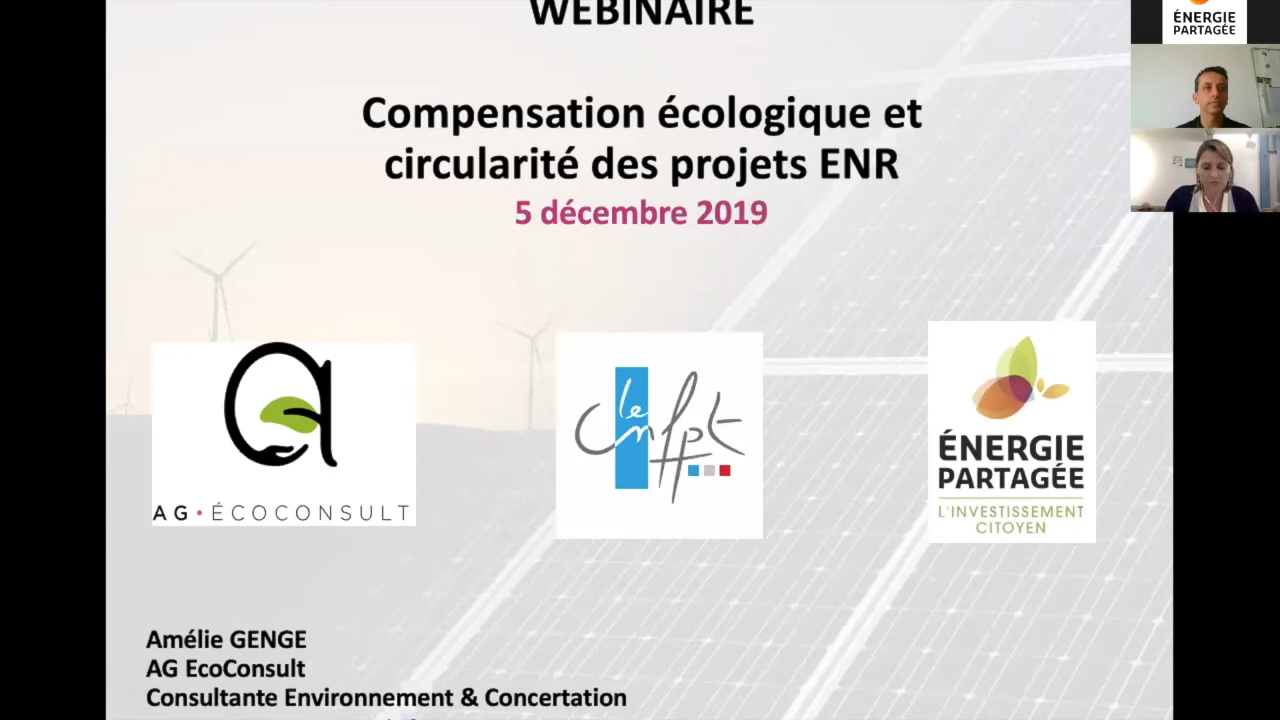 WEBINAIRE
Compensation écologique et
circularité des projets ENR
5 décembre 2019
AG•ÉCOCONSULT
le
cnfpt
ÉNERGIE
PARTAGÉE
L'INVESTISSEMENT
CITOYEN
Amélie GENGE
AG EcoConsult
Consultante Environnement & Concertation
ÉNERGIE
PARTAGÉE